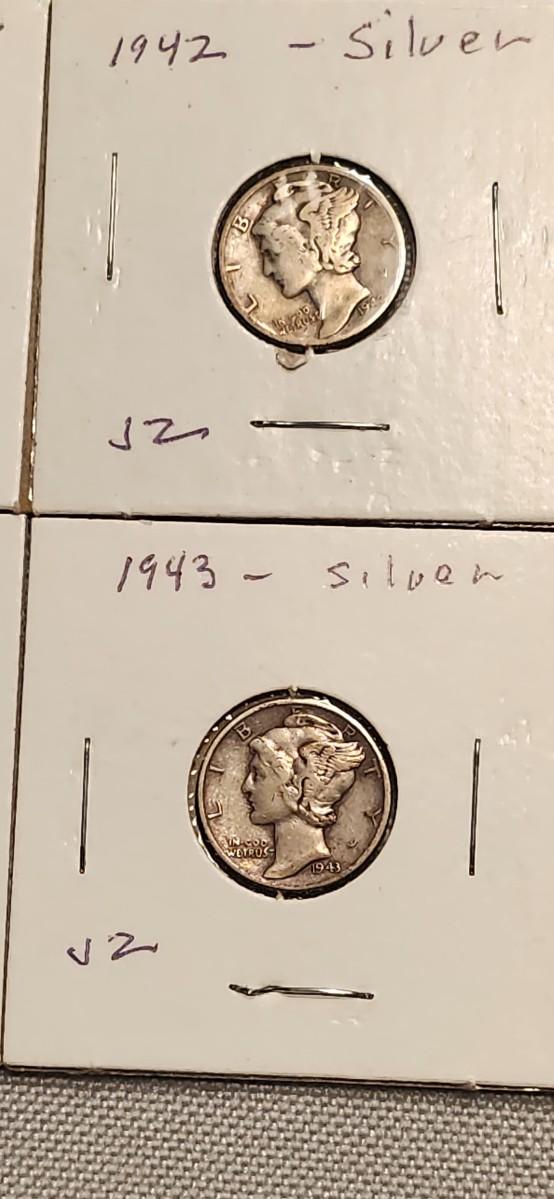 1942 - Silver
LIBERTY
IN GOD
WE TRUST
JZ
1943 - Silver
LIBERTY
IN GOD
WE TRUST
1943
JZ